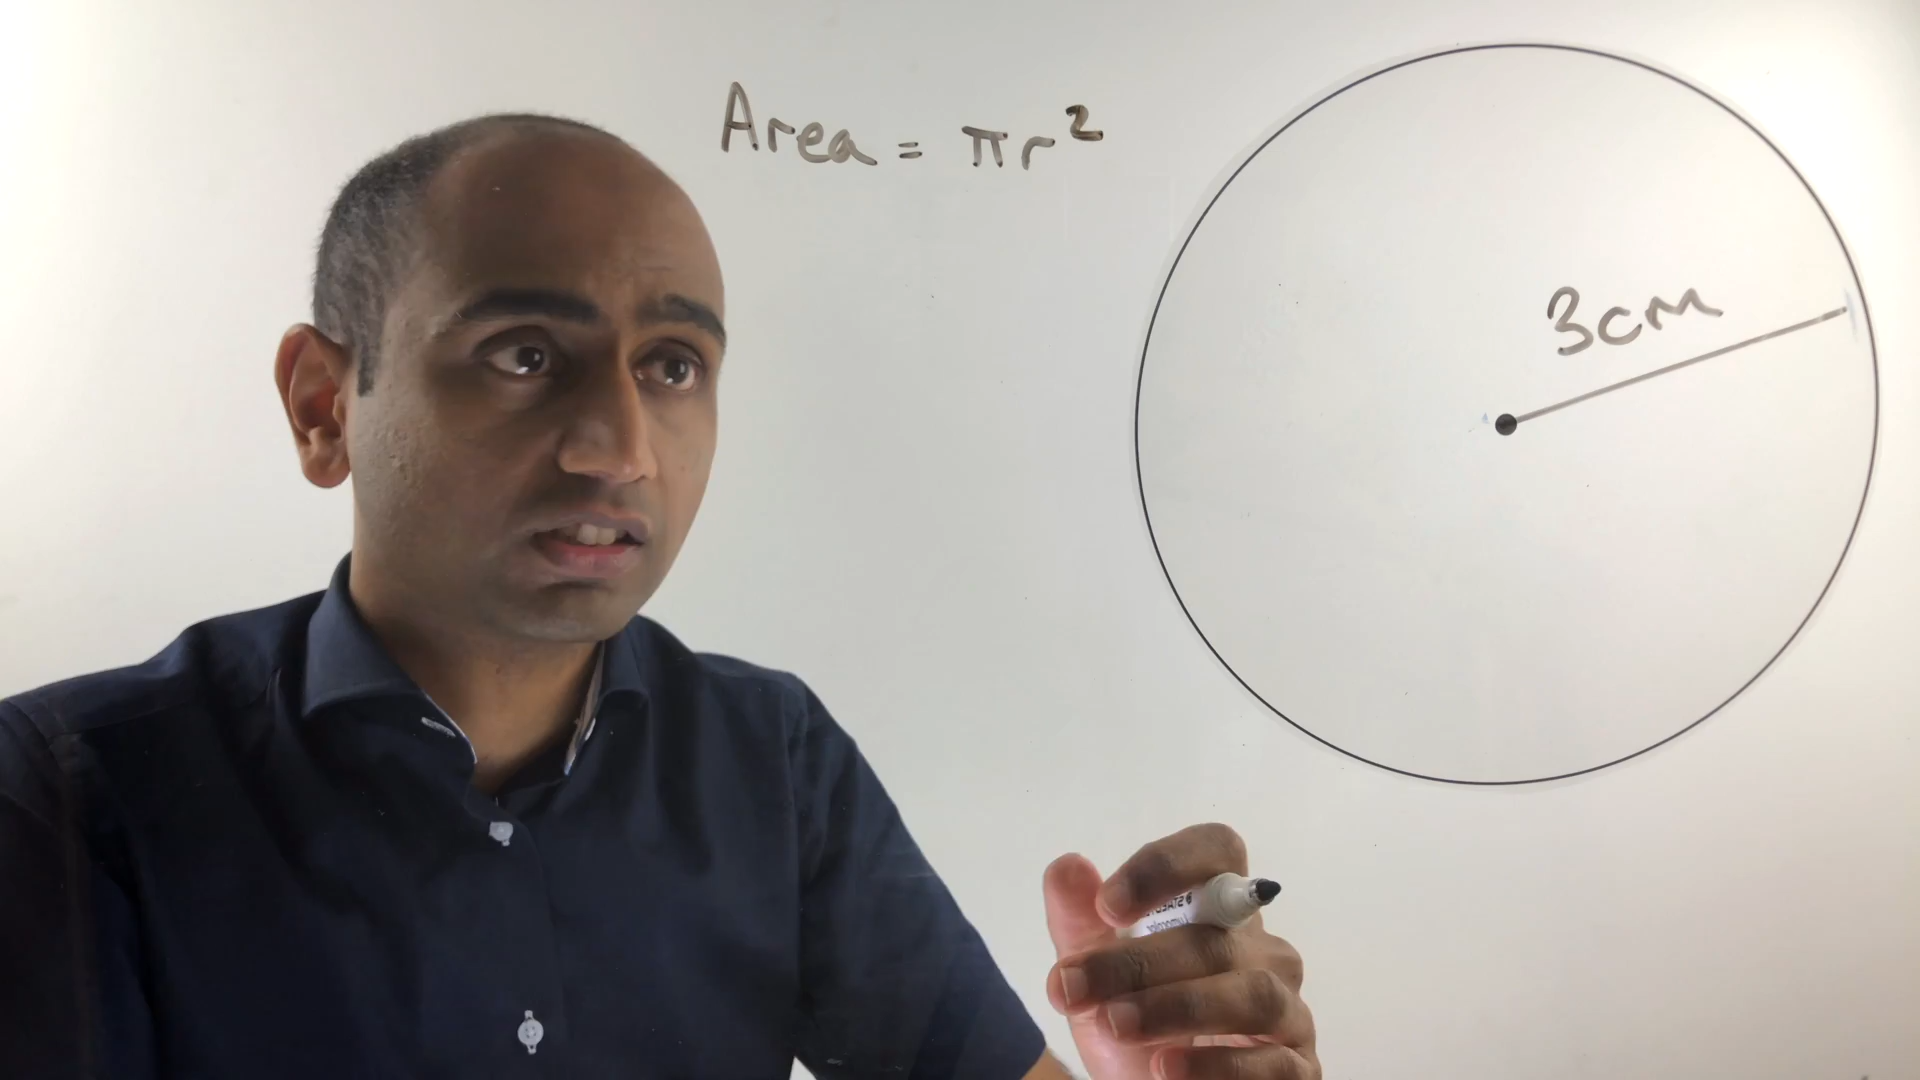 Area = πr²
3cm